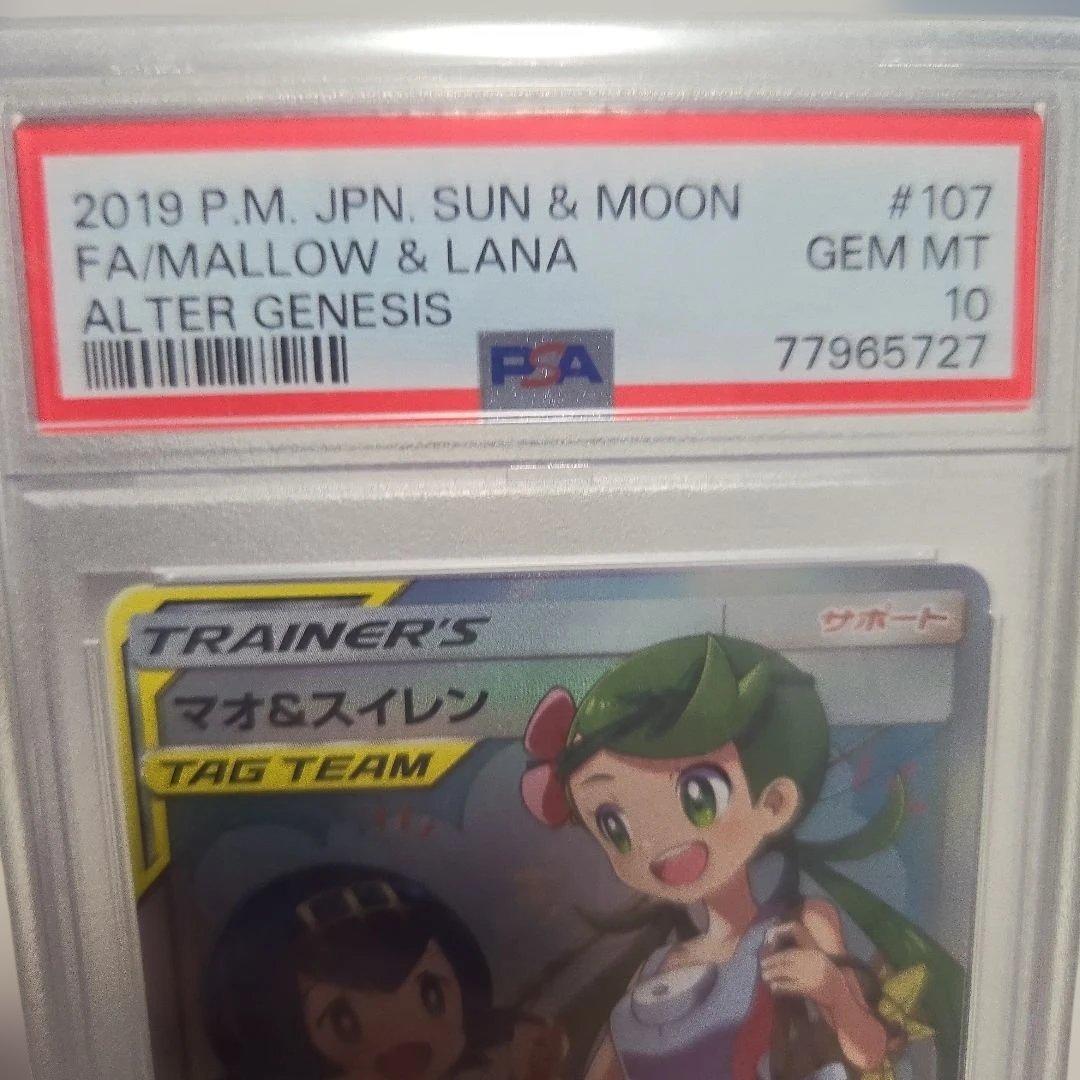 2019 P.M. JPN. SUN & MOON #107
FA/MALLOW & LANA GEM MT
ALTER GENESIS 10
77965727
PSA
TRAINER'S サポート
マオ&スイレン
TAG TEAM